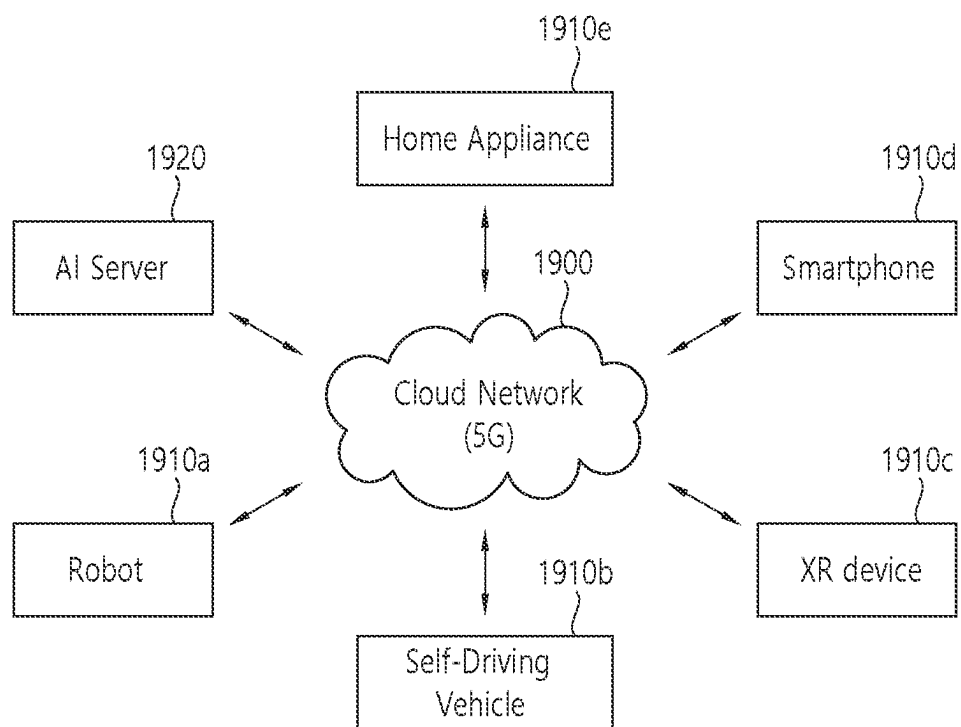 1910e
Home Appliance
1920
AI Server
1910d
Smartphone
1900
Cloud Network
(5G)
1910a
Robot
1910c
XR device
1910b
Self-Driving
Vehicle